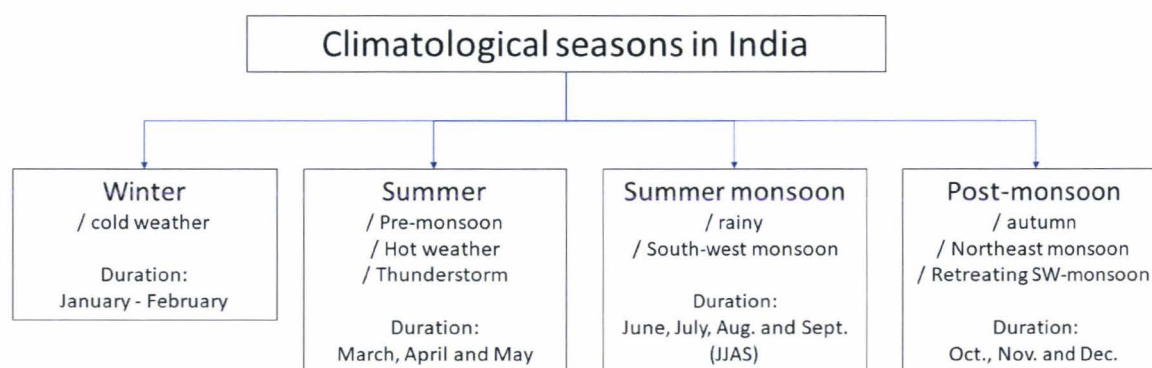 Climatological seasons in India
Winter
/ cold weather
Duration:
January - February
Summer
/ Pre-monsoon
/ Hot weather
/ Thunderstorm
Duration:
March, April and May
Summer monsoon
/ rainy
/ South-west monsoon
Duration:
June, July, Aug. and Sept.
(JJAS)
Post-monsoon
/ autumn
/ Northeast monsoon
/ Retreating SW-monsoon
Duration:
Oct., Nov. and Dec.